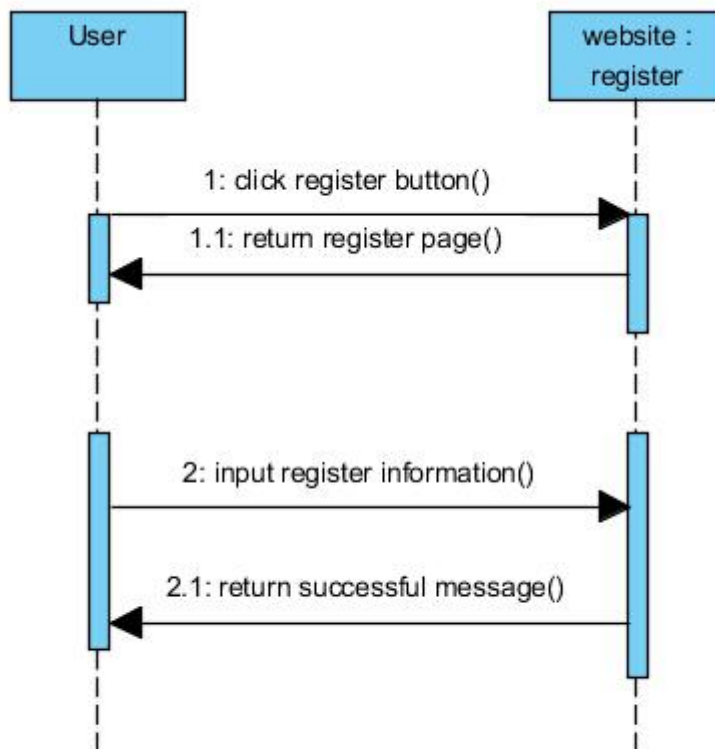 User
website :
register
1: click register button()
1.1: return register page()
2: input register information()
2.1: return successful message()